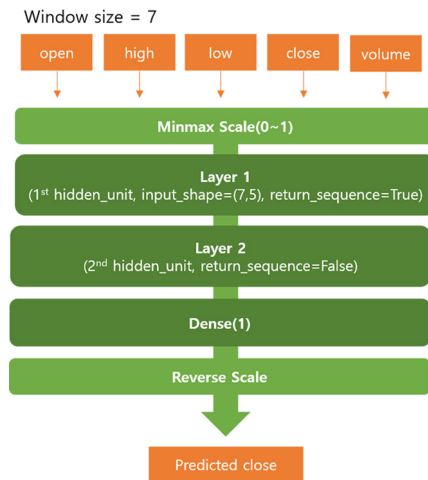 Window size = 7
open high low close volume
Minmax Scale(0~1)
Layer 1
(1st hidden_unit, input_shape=(7,5), return_sequence=True)
Layer 2
(2nd hidden_unit, return_sequence=False)
Dense(1)
Reverse Scale
Predicted close